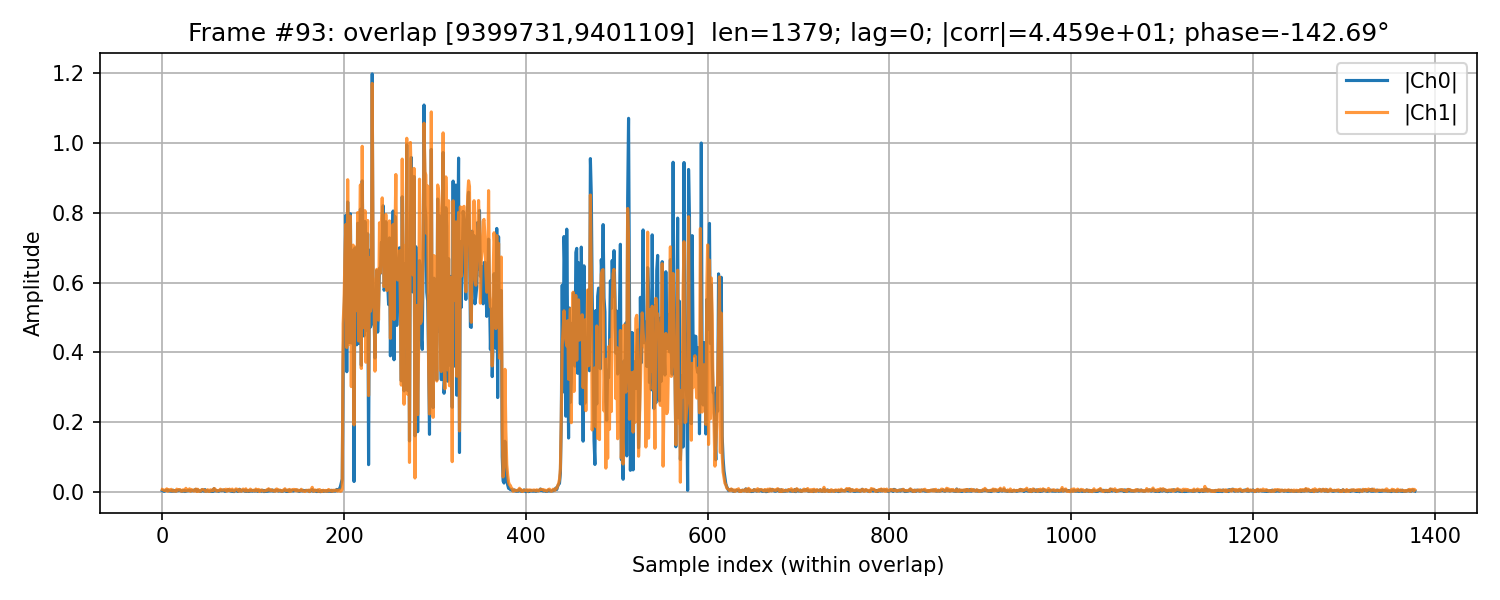 Frame #93: overlap [9399731,9401109]  len=1379; lag=0; |corr|=4.459e+01; phase=-142.69°
|Ch0|
|Ch1|
Amplitude
1.2
1.0
0.8
0.6
0.4
0.2
0.0
0 200 400 600 800 1000 1200 1400
Sample index (within overlap)